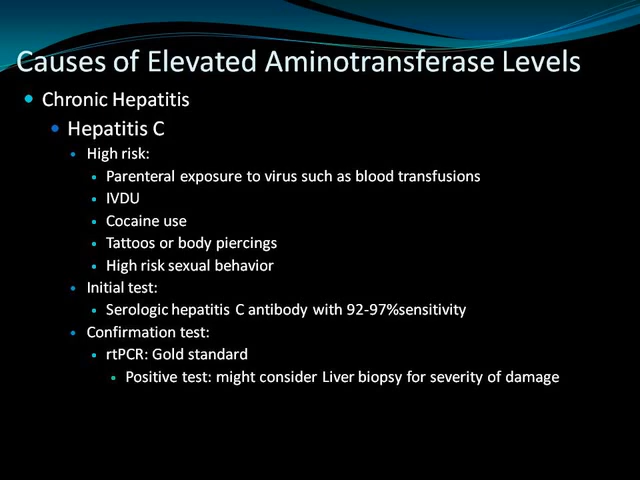 Causes of Elevated Aminotransferase Levels
Chronic Hepatitis
Hepatitis C
High risk:
Parenteral exposure to virus such as blood transfusions
IVDU
Cocaine use
Tattoos or body piercings
High risk sexual behavior
Initial test:
Serologic hepatitis C antibody with 92-97%sensitivity
Confirmation test:
rtPCR: Gold standard
Positive test: might consider Liver biopsy for severity of damage